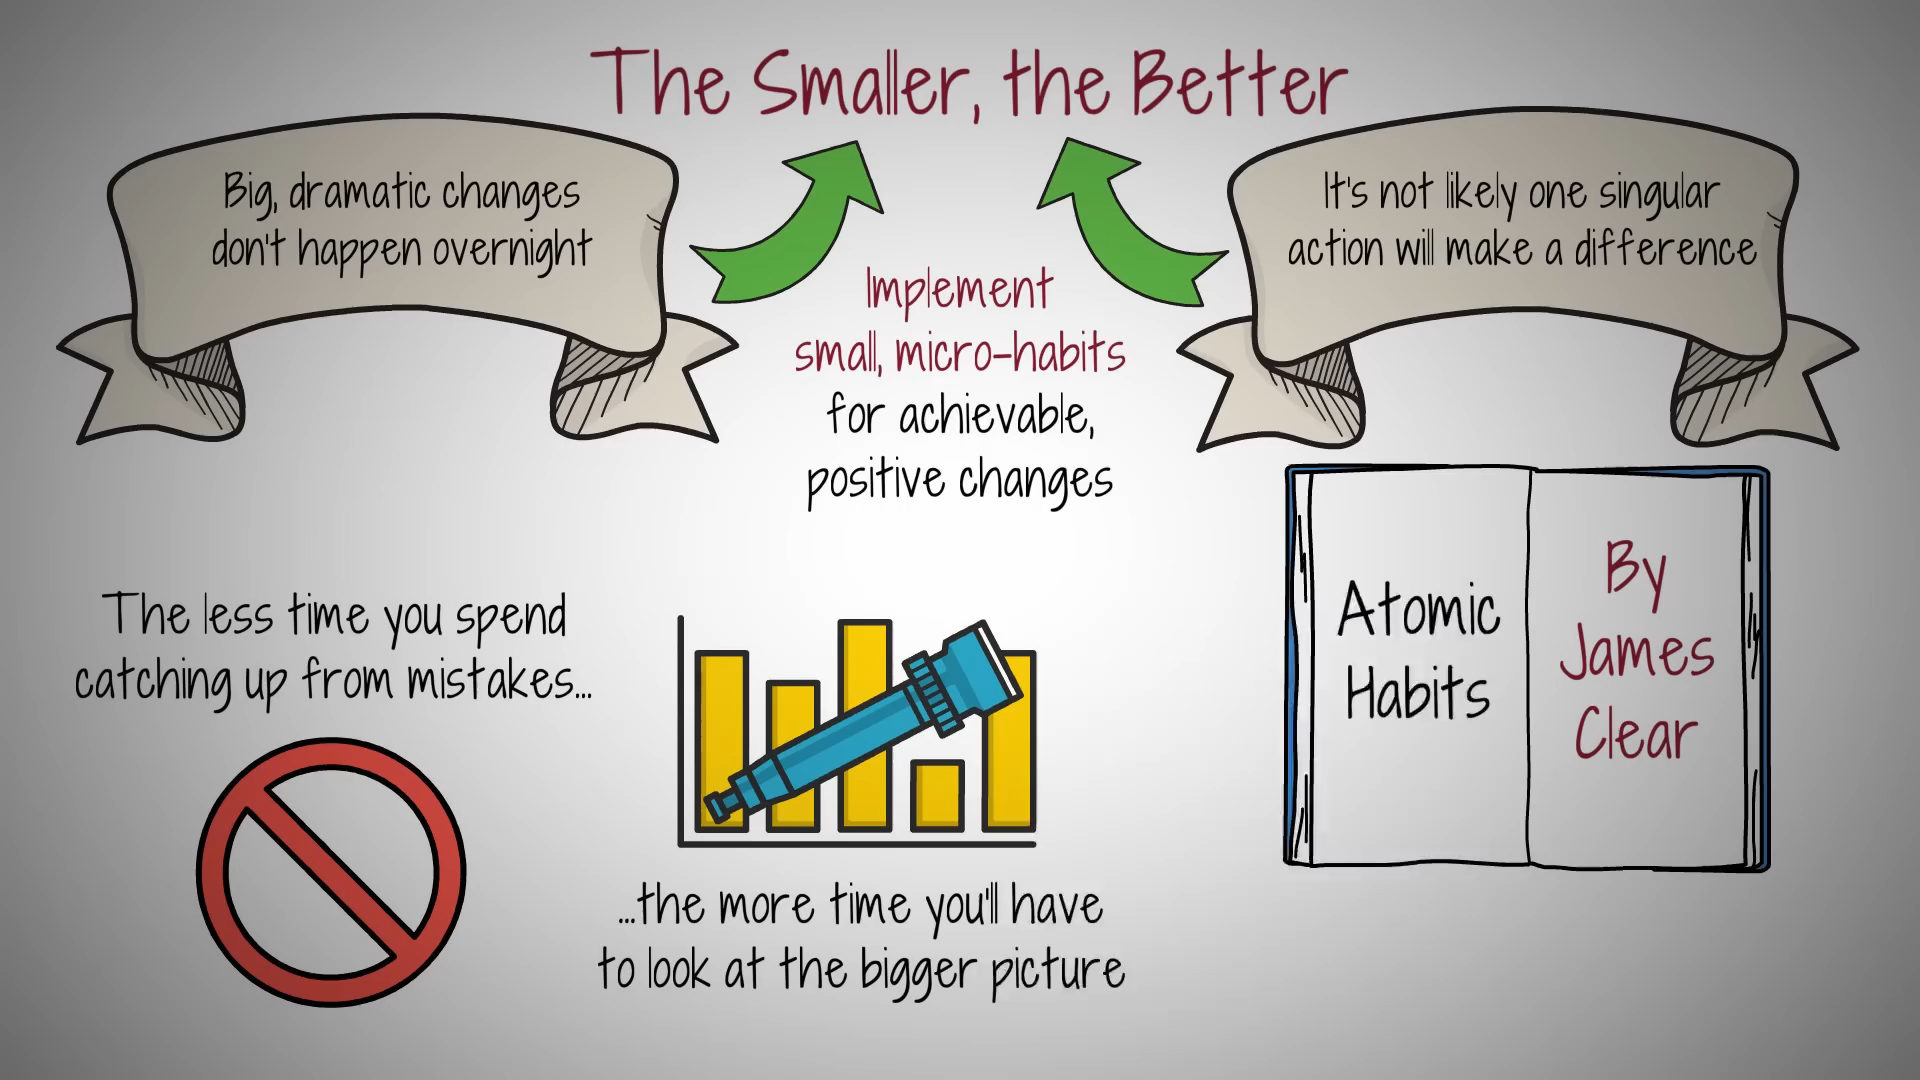 The Smaller, the Better
Big, dramatic changes
don't happen overnight
It's not likely one singular
action will make a difference
Implement
small, micro-habits
for achievable,
positive changes
The less time you spend
catching up from mistakes...
...the more time you'll have
to look at the bigger picture
Atomic
Habits
By
James
Clear